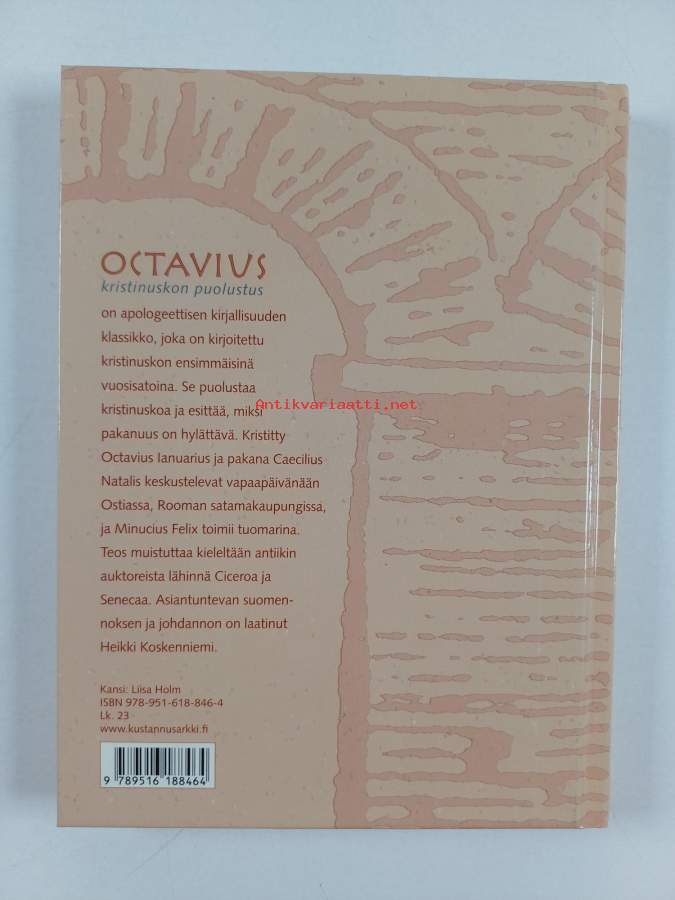 OCTAVIUS
kristinuskon puolustus
on apologeettisen kirjallisuuden
klassikko, joka on kirjoitettu
kristinuskon ensimmäisinä
vuosisatoina. Se puolustaa
kristinuskoa ja esittää, miksi
Antikvariaatti.net
pakanuus on hylättävä. Kristitty
Octavius Ianuarius ja pakana Caecilius
Natalis keskustelevat vapaapäivänään
Ostiassa, Rooman satamakaupungissa,
ja Minucius Felix toimii tuomarina.
Teos muistuttaa kieleltään antiikin
auktoreista lähinnä Ciceroa ja
Senecaa. Asiantuntevan suomen-
noksen ja johdannon on laatinut
Heikki Koskenniemi.
Kansi: Liisa Holm
ISBN 978-951-618-846-4
Lk. 23
www.kustannusarkki.fi
9 789516 188464